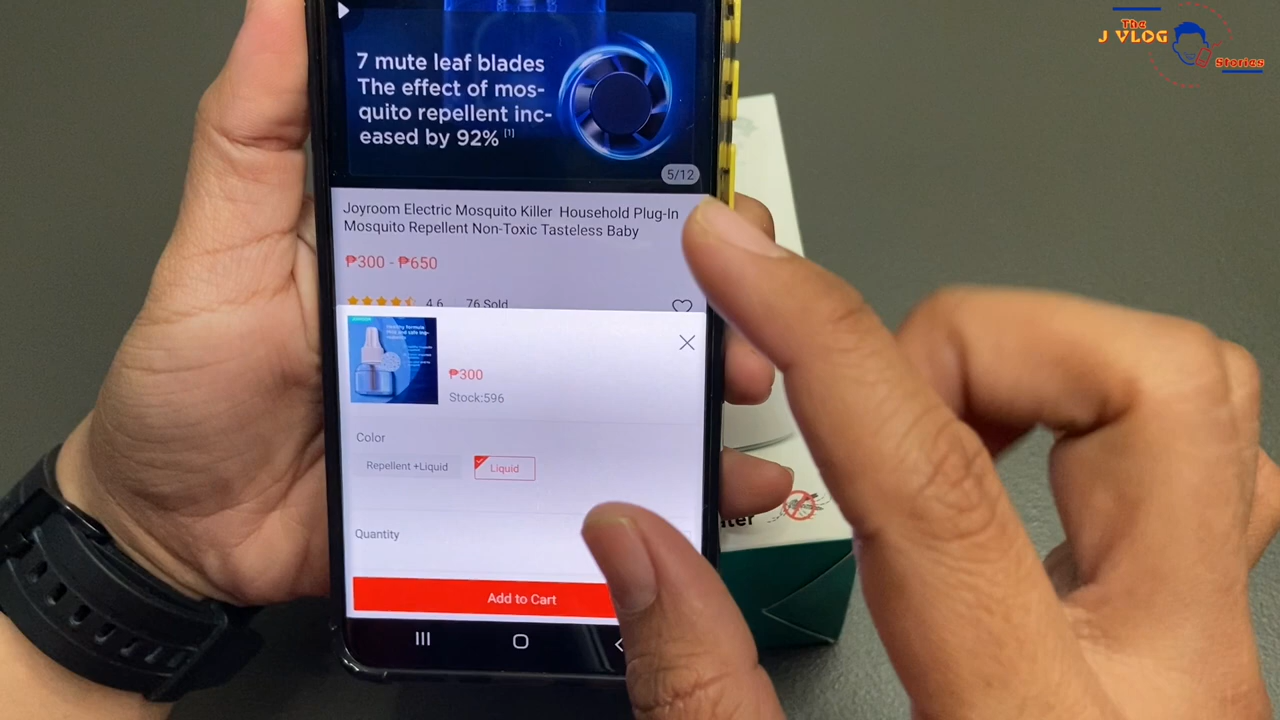 The
J VLOG
Stories
7 mute leaf blades
The effect of mos-
quito repellent inc-
eased by 92% [1]
5/12
Joyroom Electric Mosquito Killer Household Plug-In
Mosquito Repellent Non-Toxic Tasteless Baby
₱300 - ₱650
4.6 76 Sold
₱300
Stock:596
Color
Repellent +Liquid
Liquid
Quantity
Add to Cart